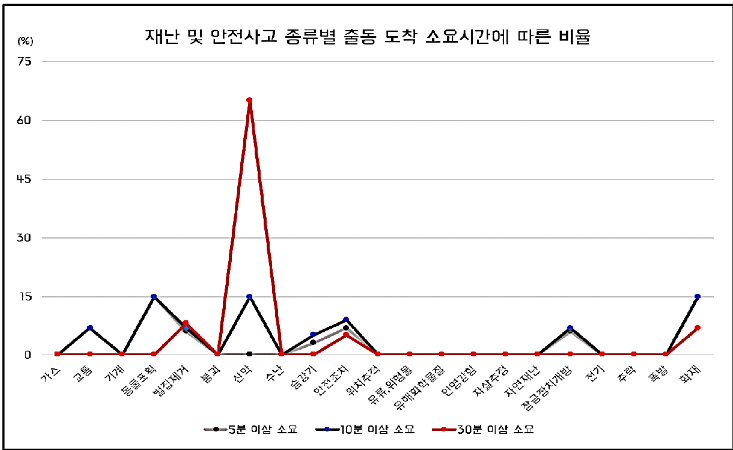 재난 및 안전사고 종류별 출동 도착 소요시간에 따른 비율
(%)
75
60
45
30
15
0
가스
교통
기계
동물포획
벌집제거
붕괴
산악
수난
승강기
안전조치
위치추적
유류,위험물
유해화학물질
인명갇힘
자살추정
자연재난
잠금장치개방
전기
추락
폭발
화재
5분 이상 소요 10분 이상 소요 30분 이상 소요